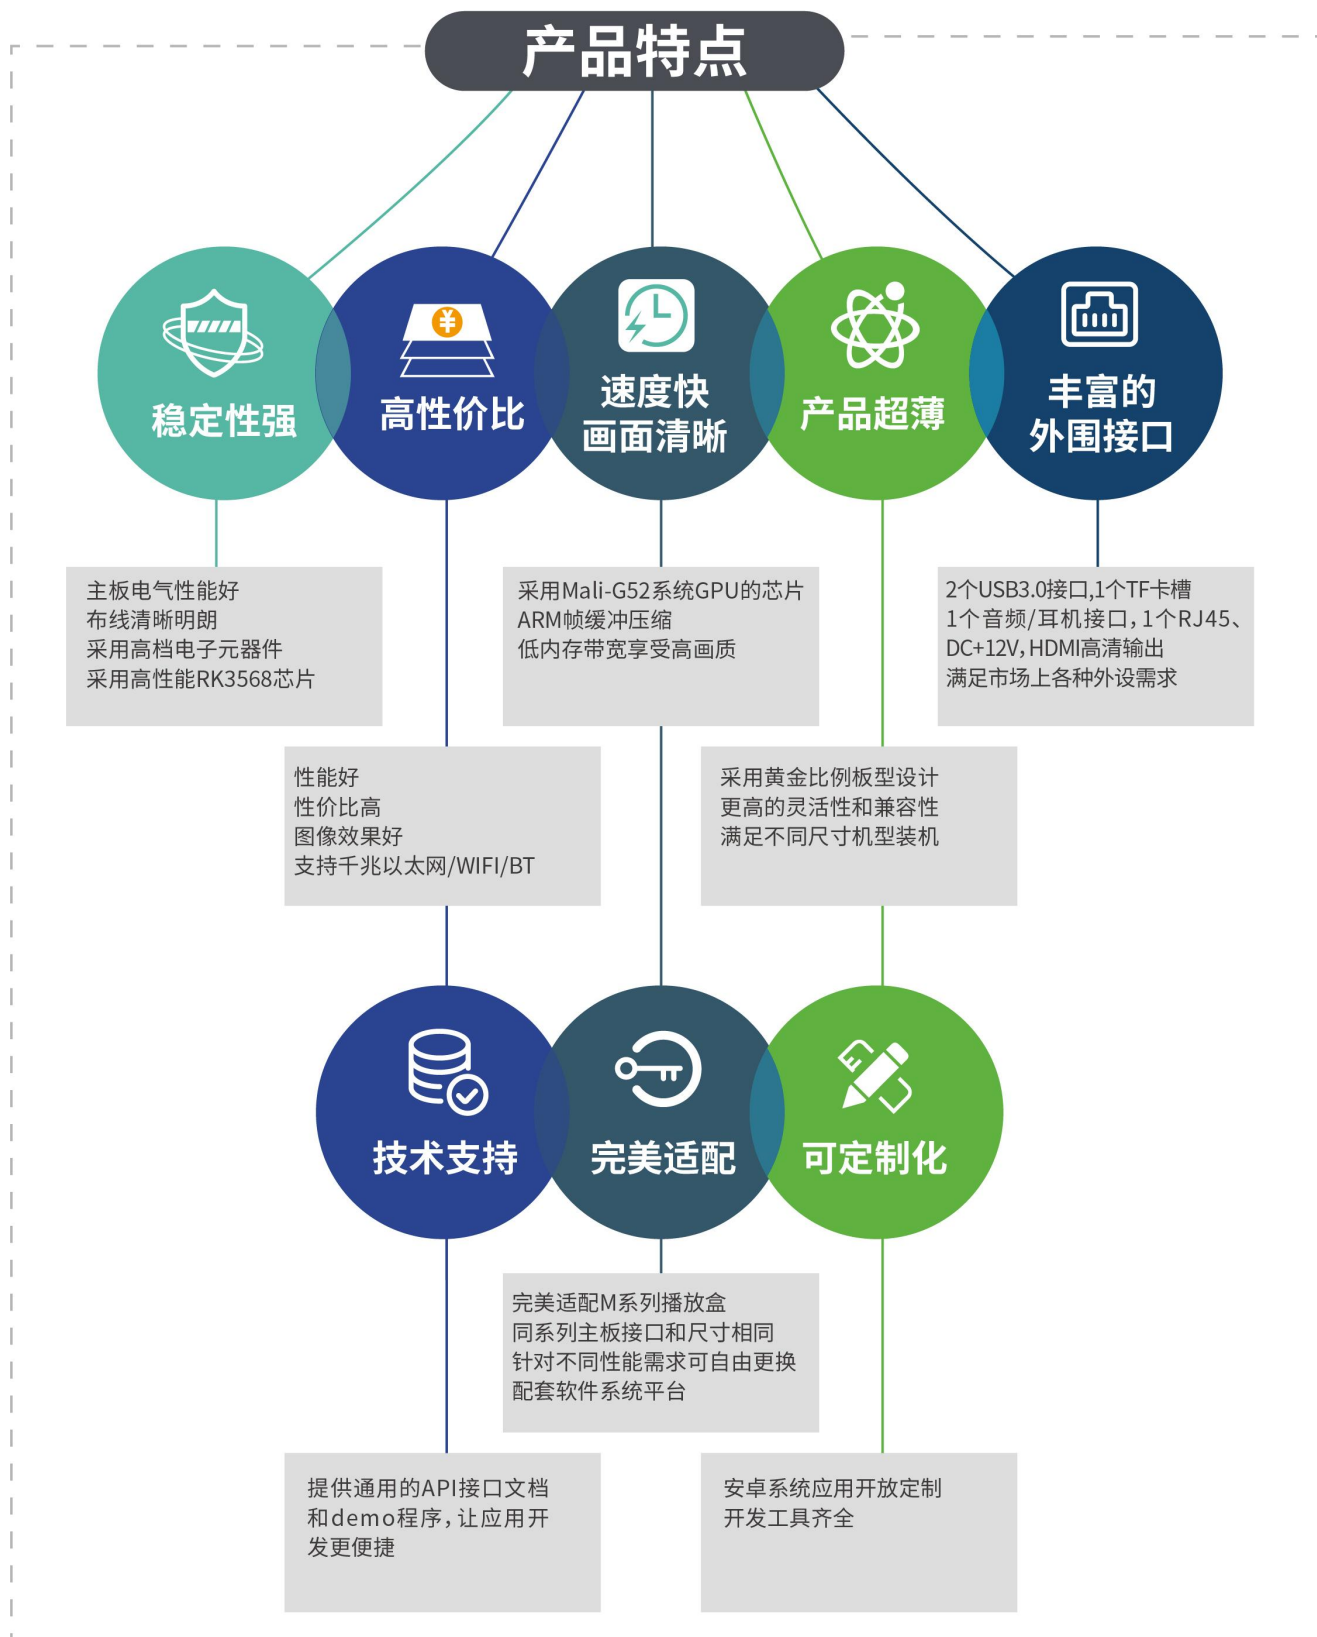 产品特点
稳定性强
高性价比
速度快
画面清晰
产品超薄
丰富的
外围接口
主板电气性能好
布线清晰明朗
采用高档电子元器件
采用高性能RK3568芯片
采用Mali-G52系统GPU的芯片
ARM帧缓冲压缩
低内存带宽享受高画质
2个USB3.0接口,1个TF卡槽
1个音频/耳机接口,1个RJ45、
DC+12V,HDMI高清输出
满足市场上各种外设需求
性能好
性价比高
图像效果好
支持千兆以太网/WIFI/BT
采用黄金比例板型设计
更高的灵活性和兼容性
满足不同尺寸机型装机
技术支持
完美适配
可定制化
完美适配M系列播放盒
同系列主板接口和尺寸相同
针对不同性能需求可自由更换
配套软件系统平台
提供通用的API接口文档
和demo程序,让应用开
发更便捷
安卓系统应用开放定制
开发工具齐全